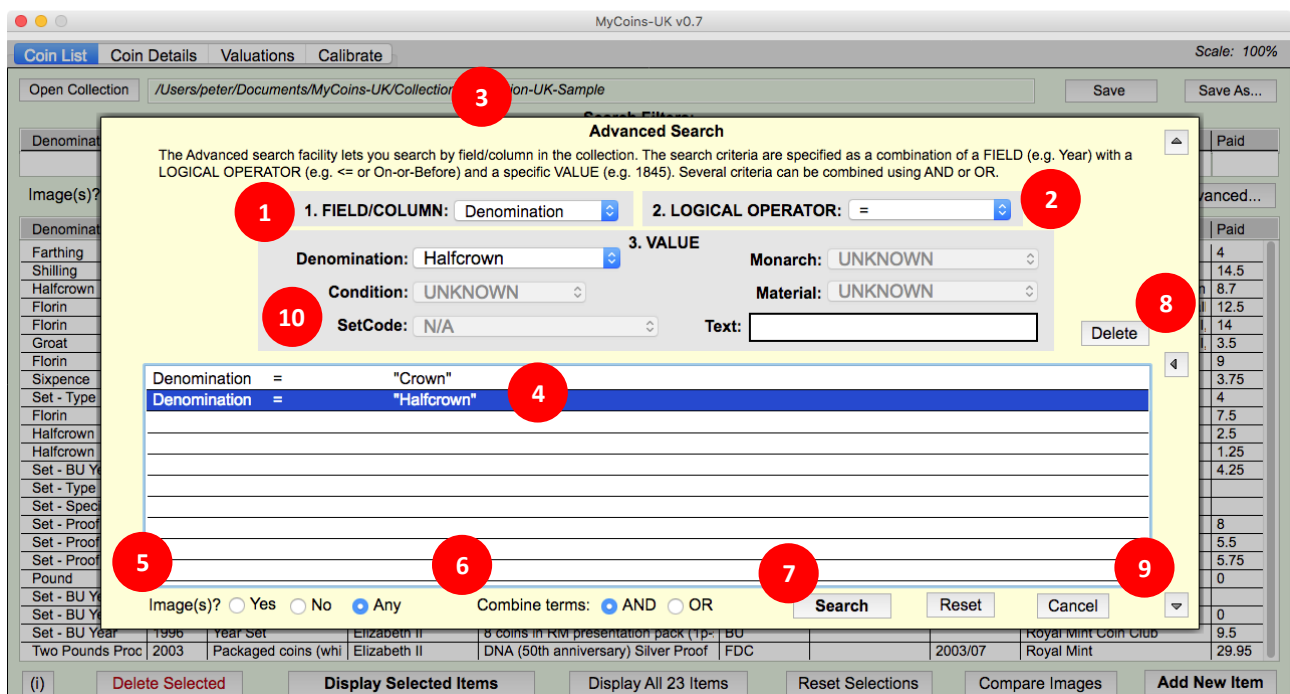 MyCoins-UK v0.7
Coin List Coin Details Valuations Calibrate Scale: 100%
Open Collection /Users/peter/Documents/MyCoins-UK/Collection ion-UK-Sample Save Save As...
3
Advanced Search
Paid
The Advanced search facility lets you search by field/column in the collection. The search criteria are specified as a combination of a FIELD (e.g. Year) with a
LOGICAL OPERATOR (e.g. <= or On-or-Before) and a specific VALUE (e.g. 1845). Several criteria can be combined using AND or OR.
Image(s)?
1 1. FIELD/COLUMN: Denomination 2. LOGICAL OPERATOR: = 2
Paid
3. VALUE
Denomination: Halfcrown Monarch: UNKNOWN
Condition: UNKNOWN Material: UNKNOWN
10 SetCode: N/A Text: Delete 8
Denomination = "Crown"
Denomination = "Halfcrown" 4
Farthing 4
Shilling 14.5
Halfcrown 8.7
Florin 12.5
Florin 14
Groat 3.5
Florin 9
Sixpence 3.75
Set - Type 4
Florin 7.5
Halfcrown 2.5
Halfcrown 1.25
Set - BU Ye 4.25
Set - Type
Set - Speci
Set - Proof 8
Set - Proof 5.5
Set - Proof 5.75
Pound 0
Set - BU Ye
Set - BU Ye 0
5 6 7 9
Image(s)? Yes No Any Combine terms: AND OR Search Reset Cancel
Set - BU Year 1996 Year Set Elizabeth II 8 coins in RM presentation pack (1p-. BU Royal Mint Coin Club 9.5
Two Pounds Proc 2003 Packaged coins (whi Elizabeth II DNA (50th anniversary) Silver Proof FDC 2003/07 Royal Mint 29.95
(i) Delete Selected Display Selected Items Display All 23 Items Reset Selections Compare Images Add New Item